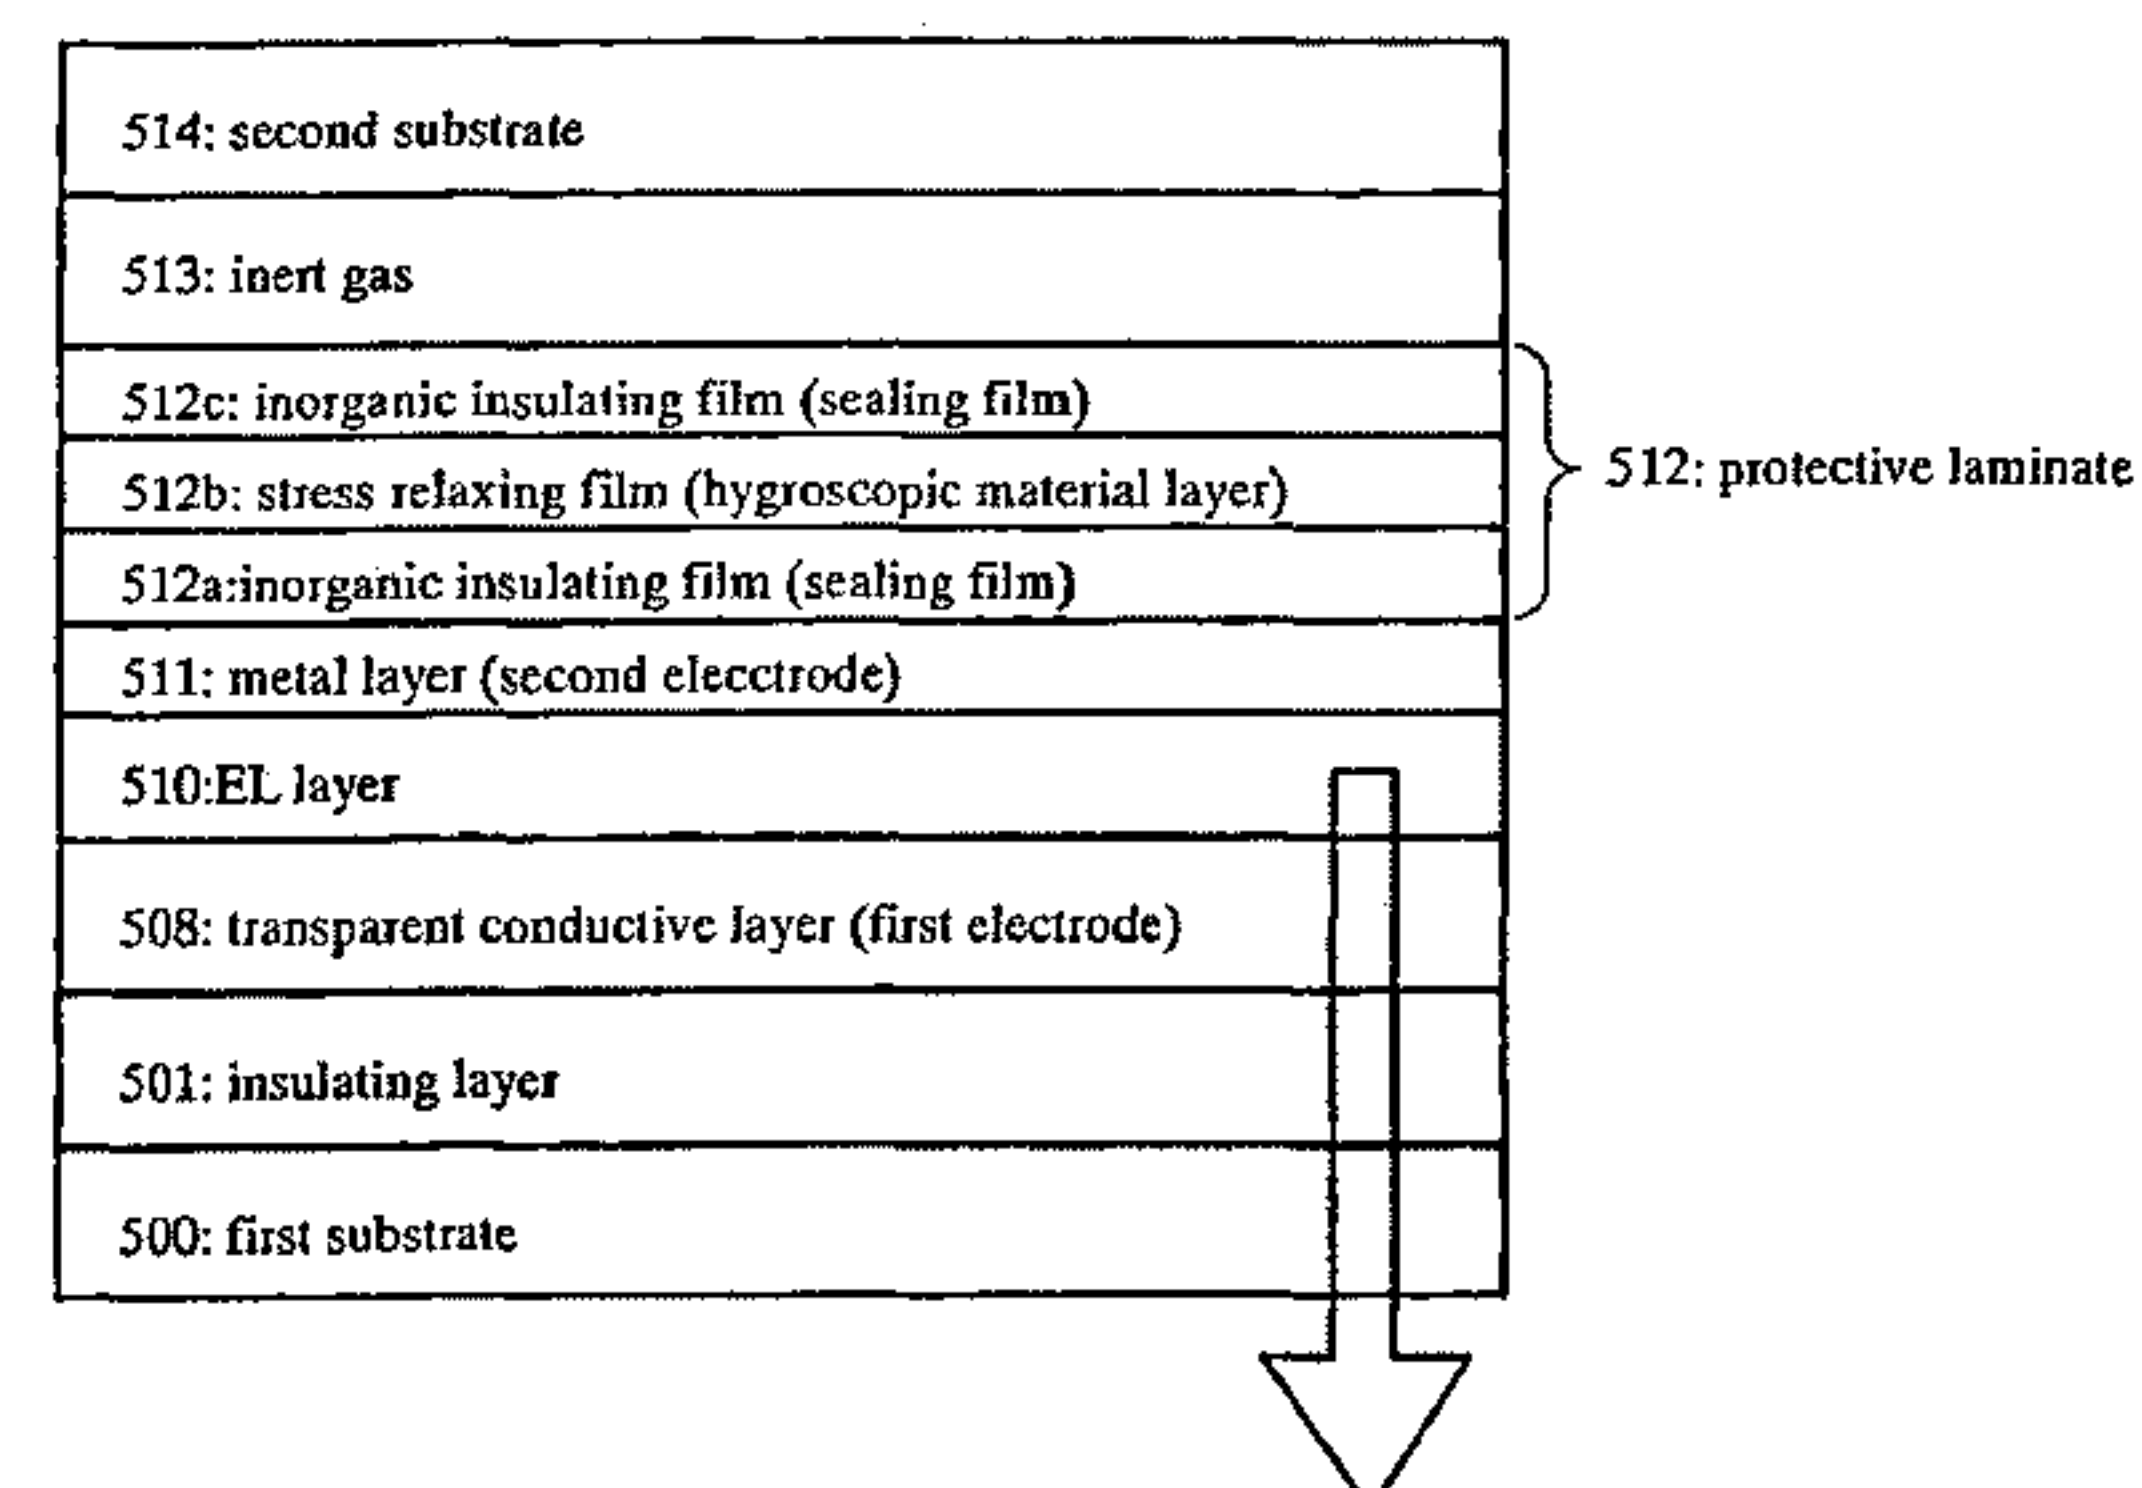 514: second substrate
513: inert gas
512c: inorganic insulating film (sealing film)
512b: stress relaxing film (hygroscopic material layer)
512: protective laminate
512a:inorganic insulating film (sealing film)
511: metal layer (second elecctrode)
510:EL layer
508: transparent conductive layer (first electrode)
501: insulating layer
500: first substrate